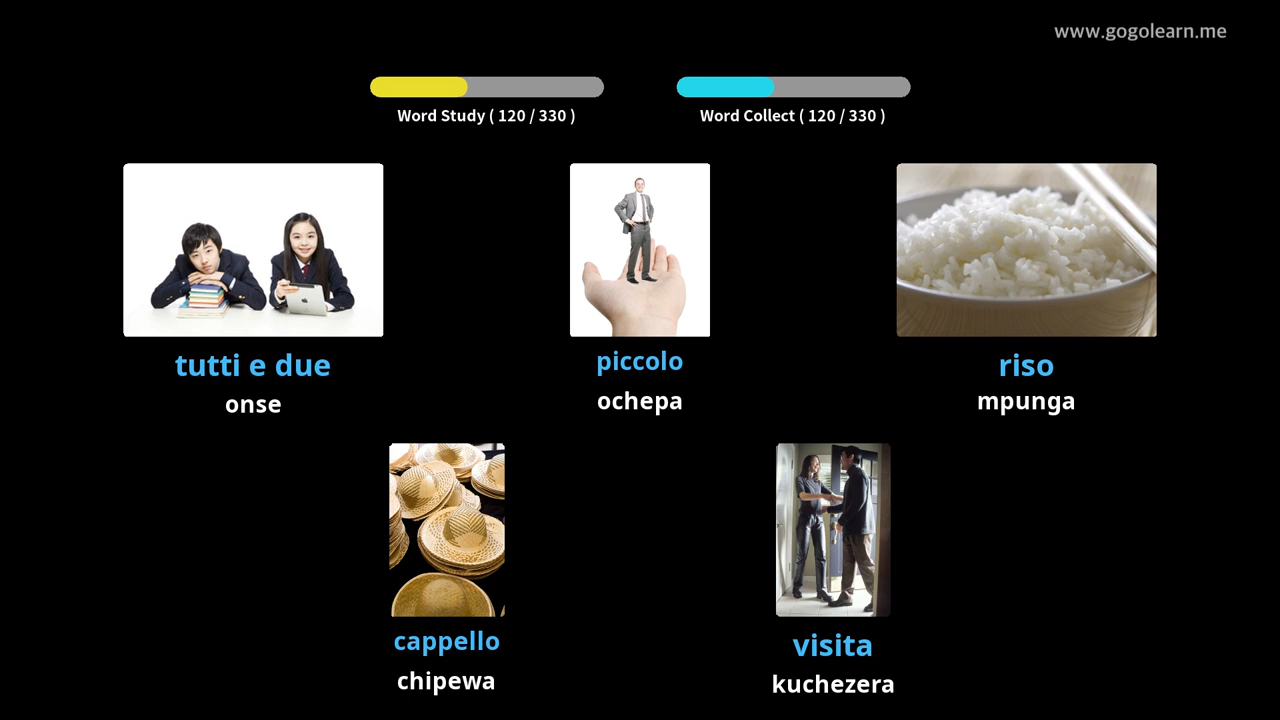 www.gogolearn.me
Word Study ( 120 / 330 )
Word Collect ( 120 / 330 )
tutti e due
onse
piccolo
ochepa
riso
mpunga
cappello
chipewa
visita
kuchezera